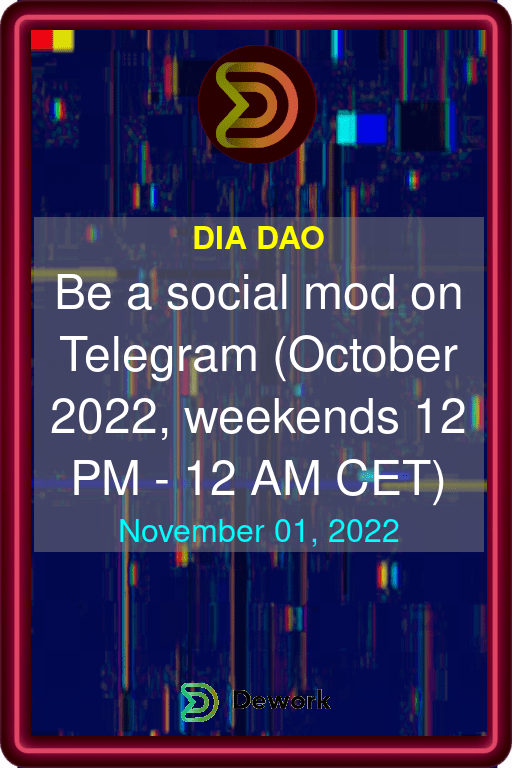 DIA DAO
Be a social mod on
Telegram (October
2022, weekends 12
PM - 12 AM CET)
November 01, 2022
Dework